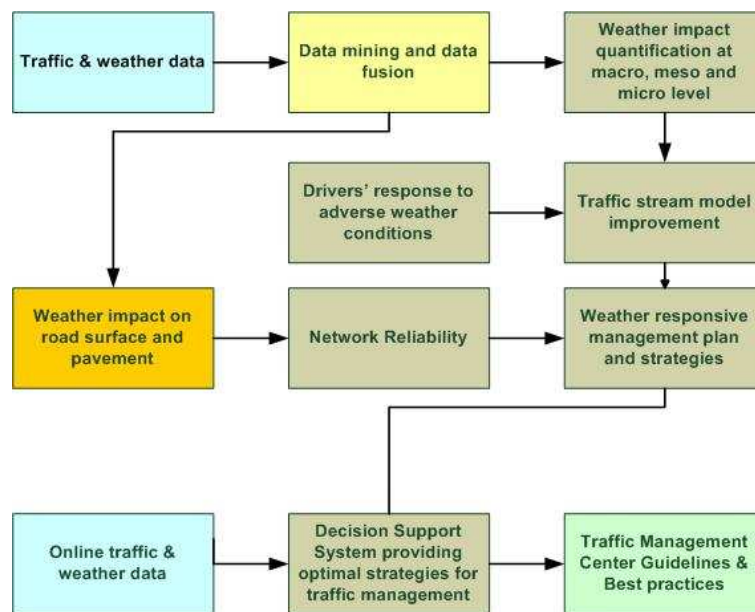 Traffic & weather data
Data mining and data
fusion
Weather impact
quantification at
macro, meso and
micro level
Drivers' response to
adverse weather
conditions
Traffic stream model
improvement
Weather impact on
road surface and
pavement
Network Reliability
Weather responsive
management plan
and strategies
Online traffic &
weather data
Decision Support
System providing
optimal strategies for
traffic management
Traffic Management
Center Guidelines &
Best practices